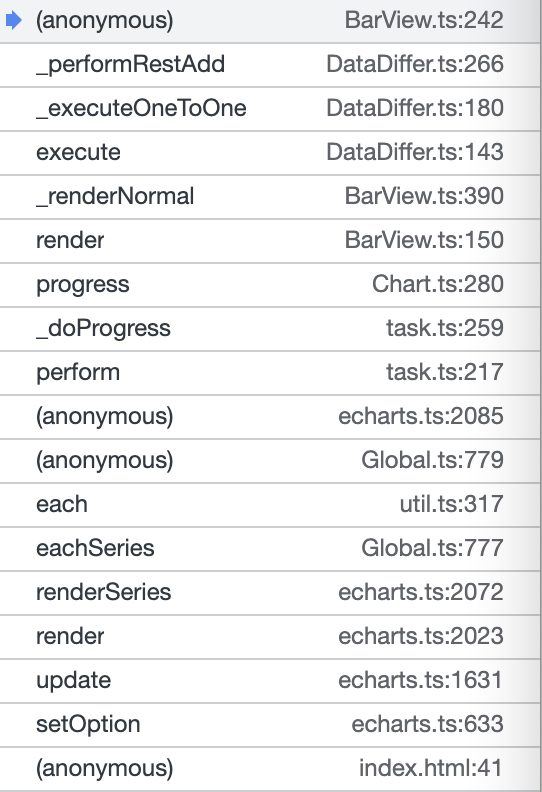 (anonymous) BarView.ts:242
_performRestAdd DataDiffer.ts:266
_executeOneToOne DataDiffer.ts:180
execute DataDiffer.ts:143
_renderNormal BarView.ts:390
render BarView.ts:150
progress Chart.ts:280
_doProgress task.ts:259
perform task.ts:217
(anonymous) echarts.ts:2085
(anonymous) Global.ts:779
each util.ts:317
eachSeries Global.ts:777
renderSeries echarts.ts:2072
render echarts.ts:2023
update echarts.ts:1631
setOption echarts.ts:633
(anonymous) index.html:41